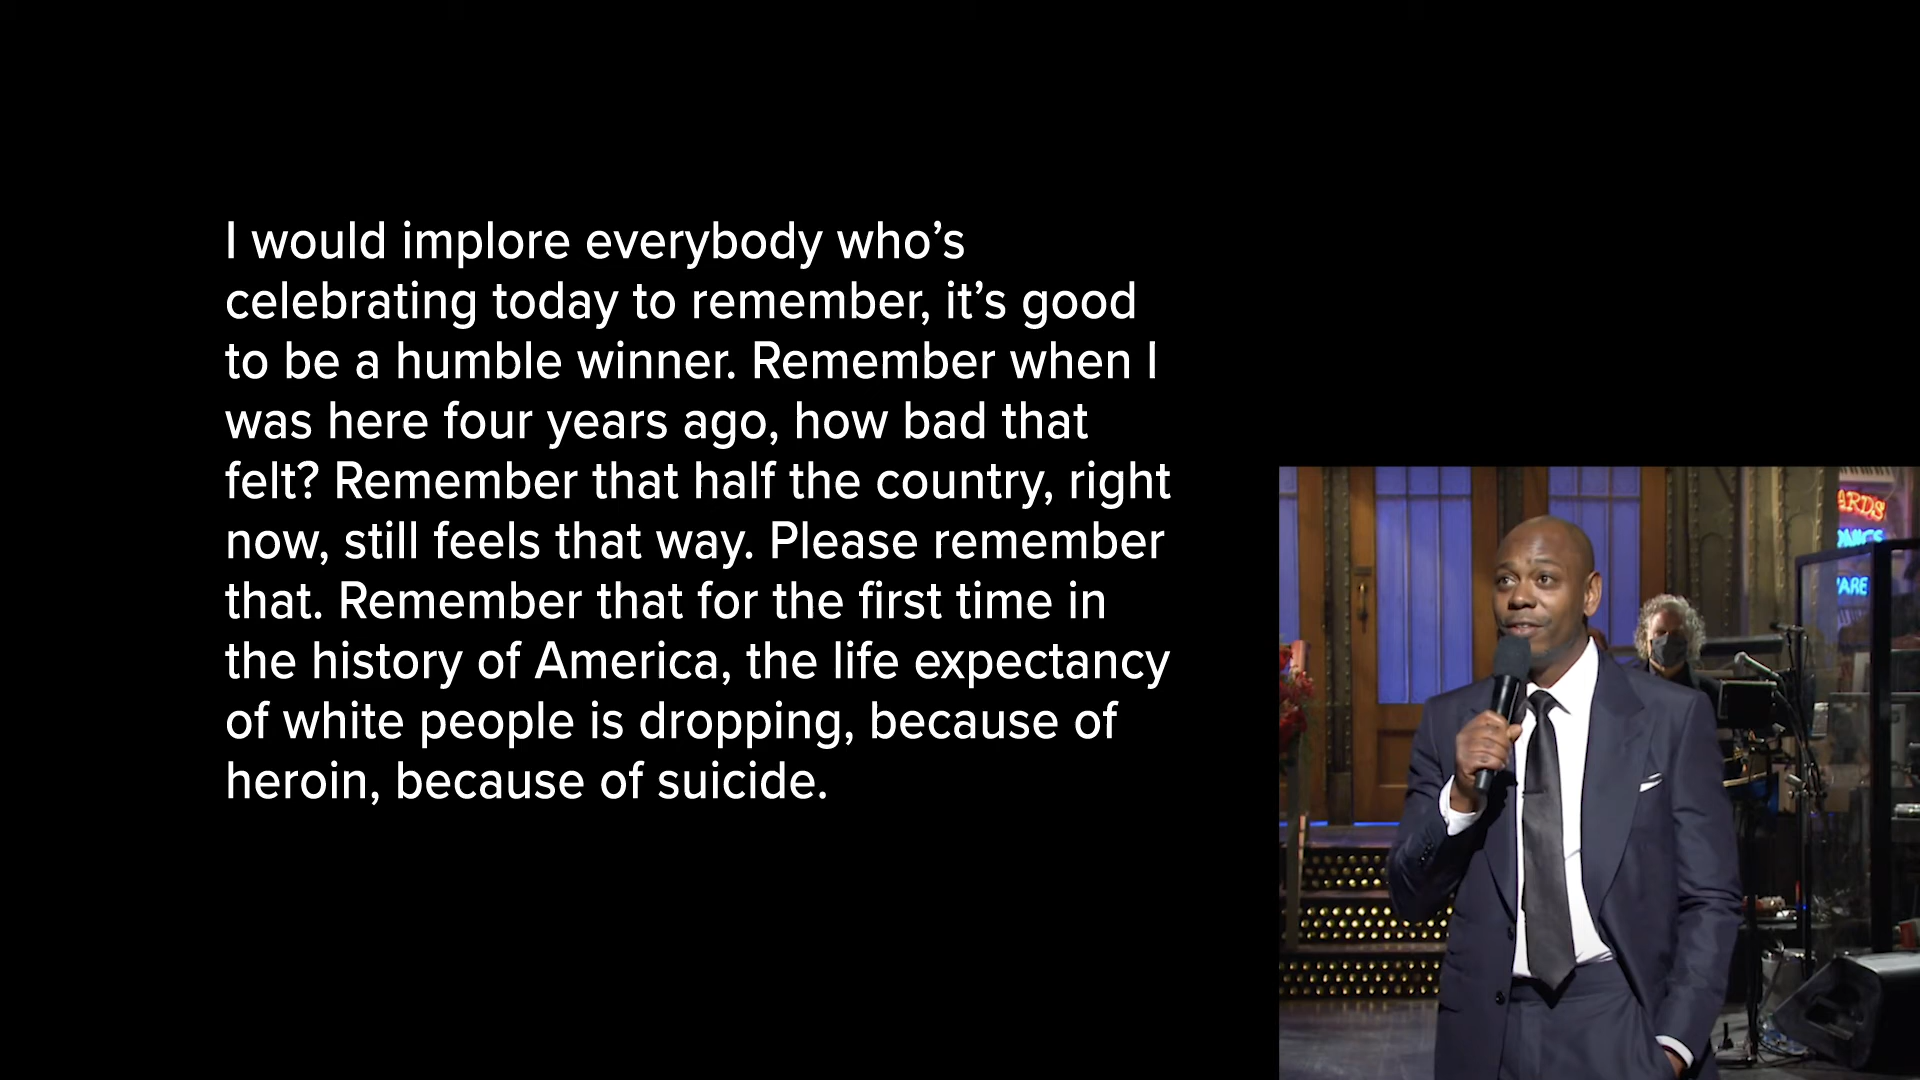 I would implore everybody who’s
celebrating today to remember, it’s good
to be a humble winner. Remember when I
was here four years ago, how bad that
felt? Remember that half the country, right
now, still feels that way. Please remember
that. Remember that for the first time in
the history of America, the life expectancy
of white people is dropping, because of
heroin, because of suicide.
ARDS
ONICS
ARE